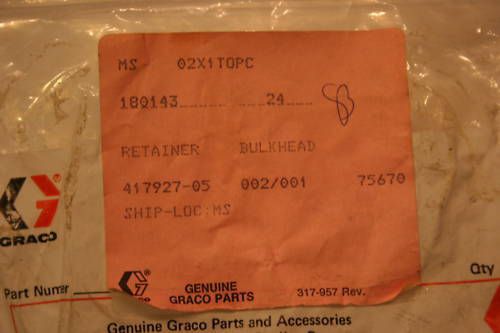 MS- 02X1TOPC
180143 24 8
RETAINER BULKHEAD
417927-05 002/001 75670
SHIP-LOC:MS
GRACO
GENUINE
GRACO PARTS 317-957 Rev.
Part Number Qty
Genuine Graco Parts and Accessories